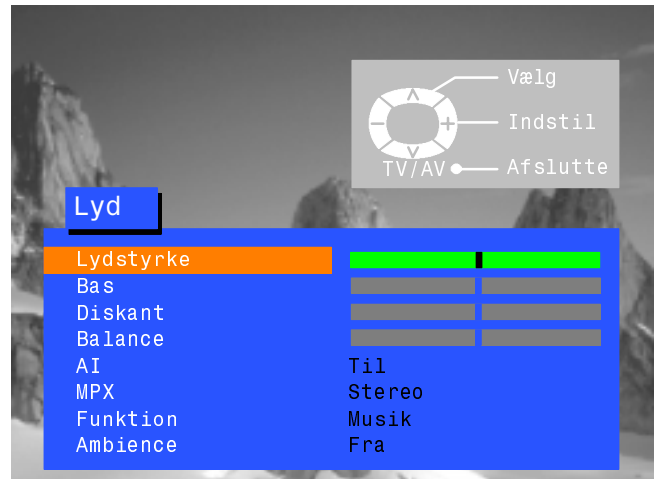 Vælg
Indstil
TV/AV Afslutte
Lyd
Lydstyrke
Bas
Diskant
Balance
AI Til
MPX Stereo
Funktion Musik
Ambience Fra